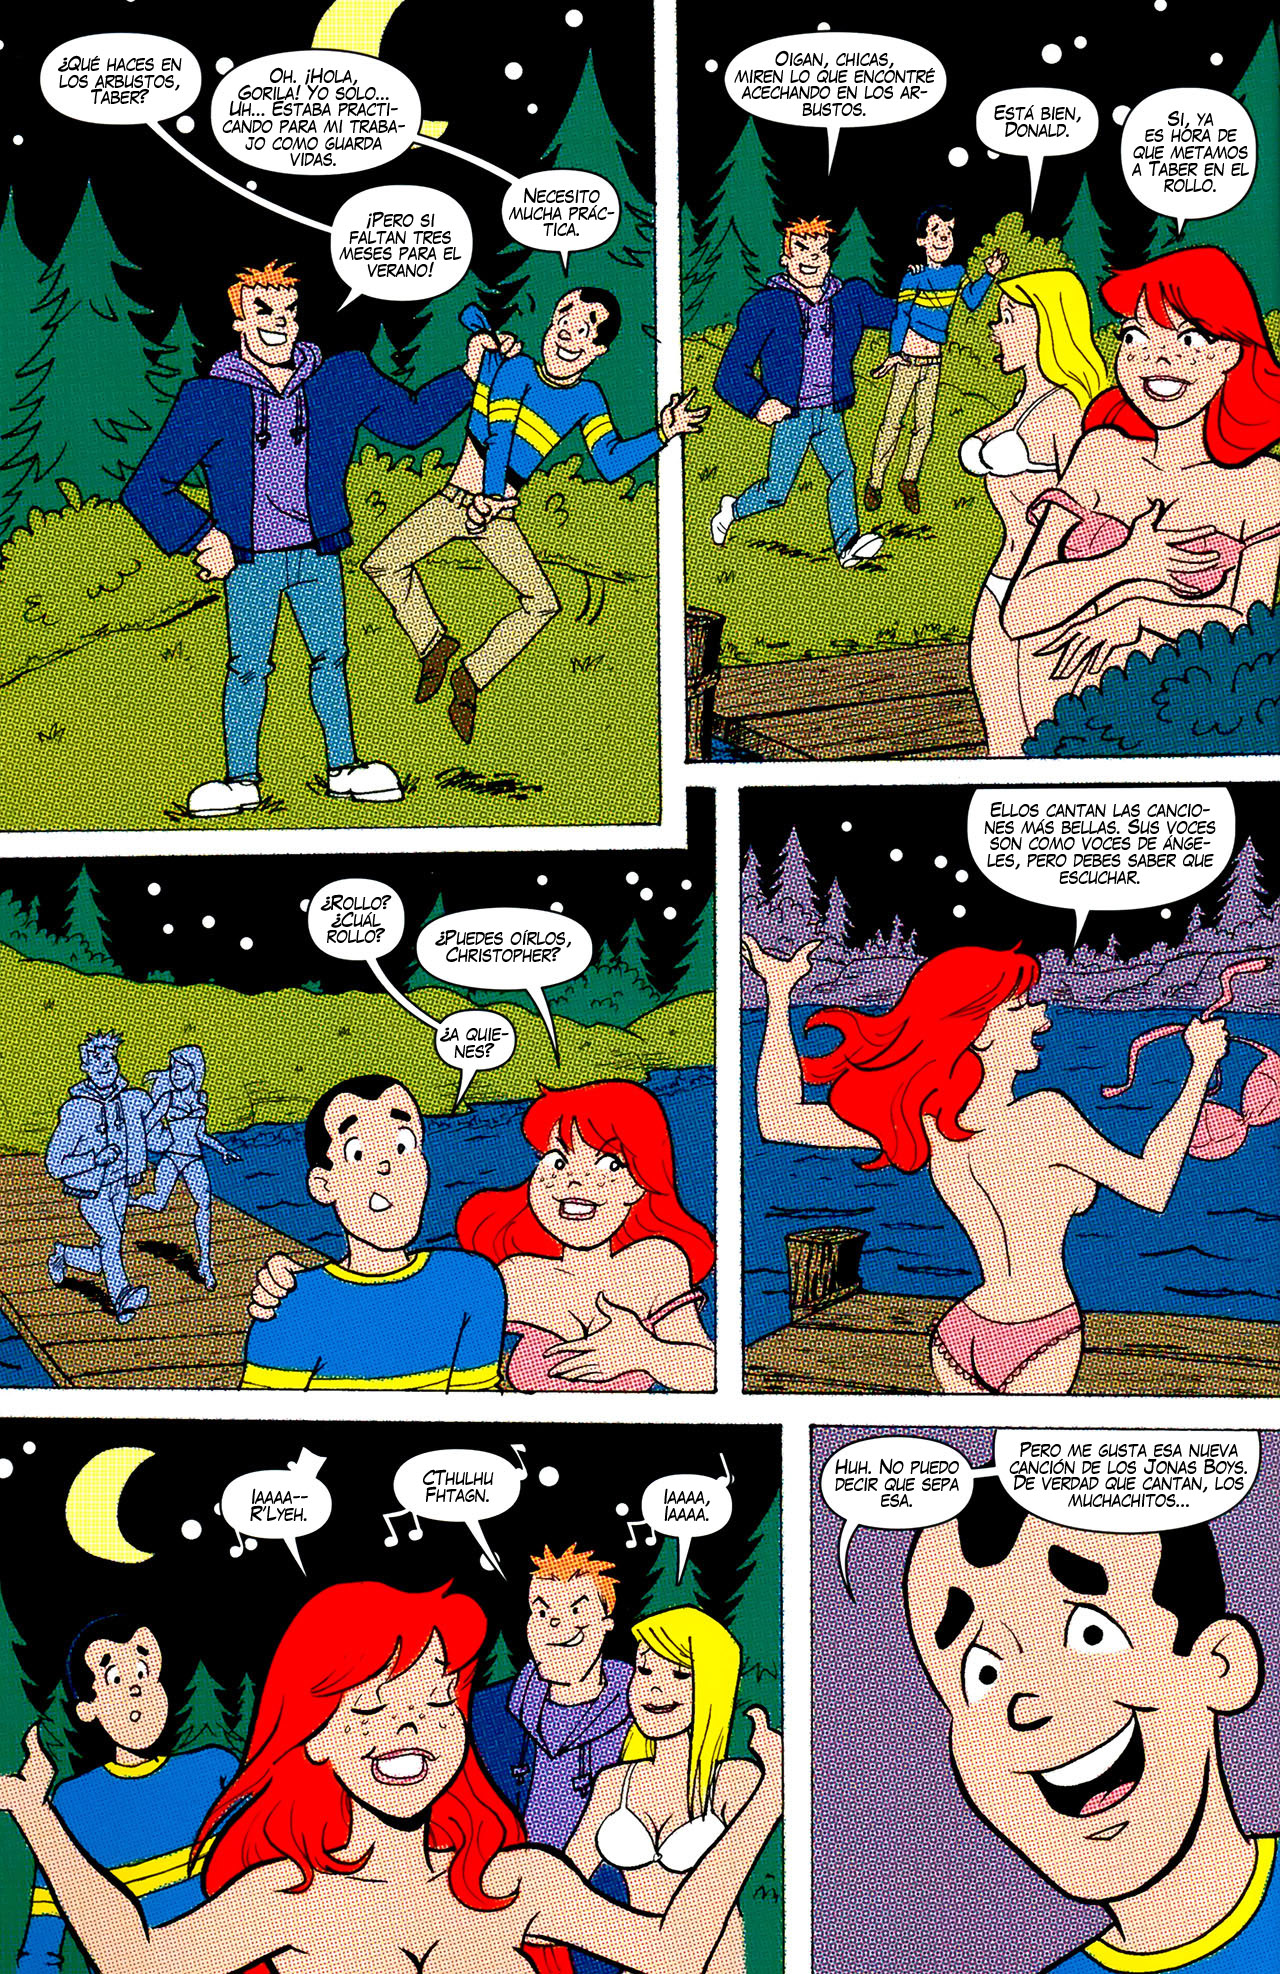 ¿Qué haces en
los arbustos,
Taber?
Oh. ¡Hola,
Gorila! Yo sólo...
Uh... Estaba practi-
cando para mi traba-
jo como guarda
vidas.
¡Pero si
faltan tres
meses para el
verano!
Necesito
mucha prác-
tica.
Oigan, chicas,
miren lo que encontré
acechando en los ar-
bustos.
Está bien,
Donald.
Si, ya
es hora de
que metamos
a Taber en el
rollo.
¿Rollo?
¿Cuál
rollo?
¿Puedes oírlos,
Christopher?
¿A quie-
nes?
Ellos cantan las cancio-
nes más bellas. Sus voces
son como voces de ánge-
les, pero debes saber que
escuchar.
Iaaaa--
R'lyeh.
Cthulhu
Fhtagn.
Iaaaa,
Iaaaa.
Huh. No puedo
decir que sepa
esa.
Pero me gusta esa nueva
canción de los Jonas Boys.
De verdad que cantan, los
muchachitos...